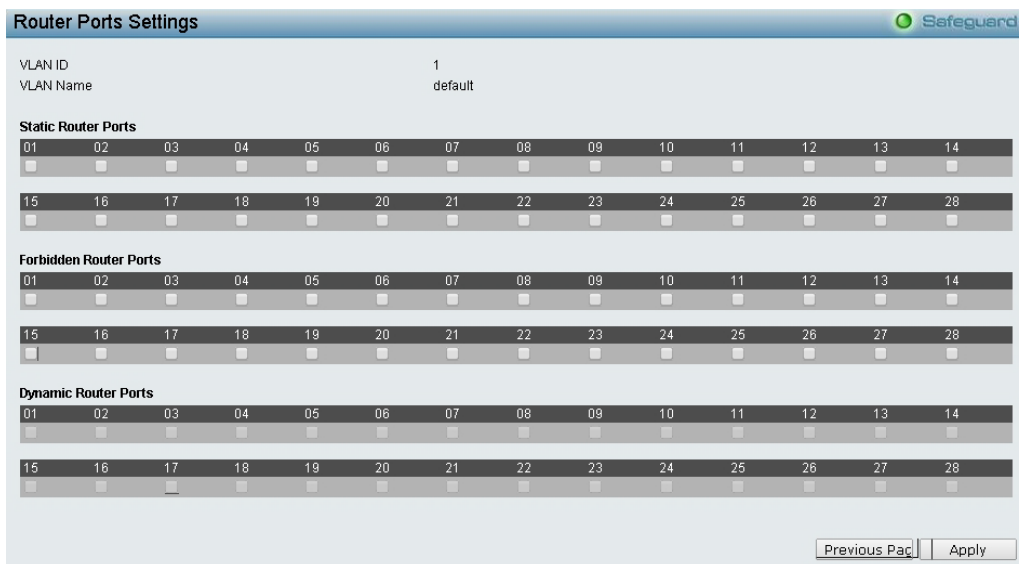 Router Ports Settings Safeguard
VLAN ID 1
VLAN Name default
Static Router Ports
01 02 03 04 05 06 07 08 09 10 11 12 13 14
15 16 17 18 19 20 21 22 23 24 25 26 27 28
Forbidden Router Ports
01 02 03 04 05 06 07 08 09 10 11 12 13 14
15 16 17 18 19 20 21 22 23 24 25 26 27 28
Dynamic Router Ports
01 02 03 04 05 06 07 08 09 10 11 12 13 14
15 16 17 18 19 20 21 22 23 24 25 26 27 28
Previous Pag Apply